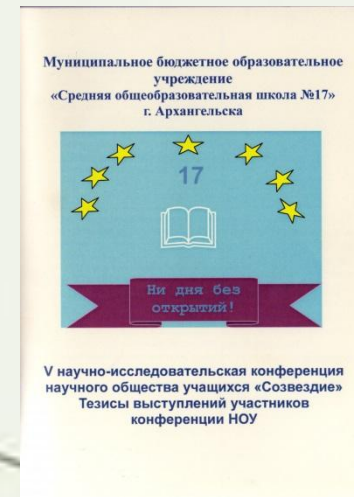 Муниципальное бюджетное образовательное
учреждение
«Средняя общеобразовательная школа №17»
г. Архангельска
17
Ни дня без
открытий!
V научно-исследовательская конференция
научного общества учащихся «Созвездие»
Тезисы выступлений участников
конференции НОУ